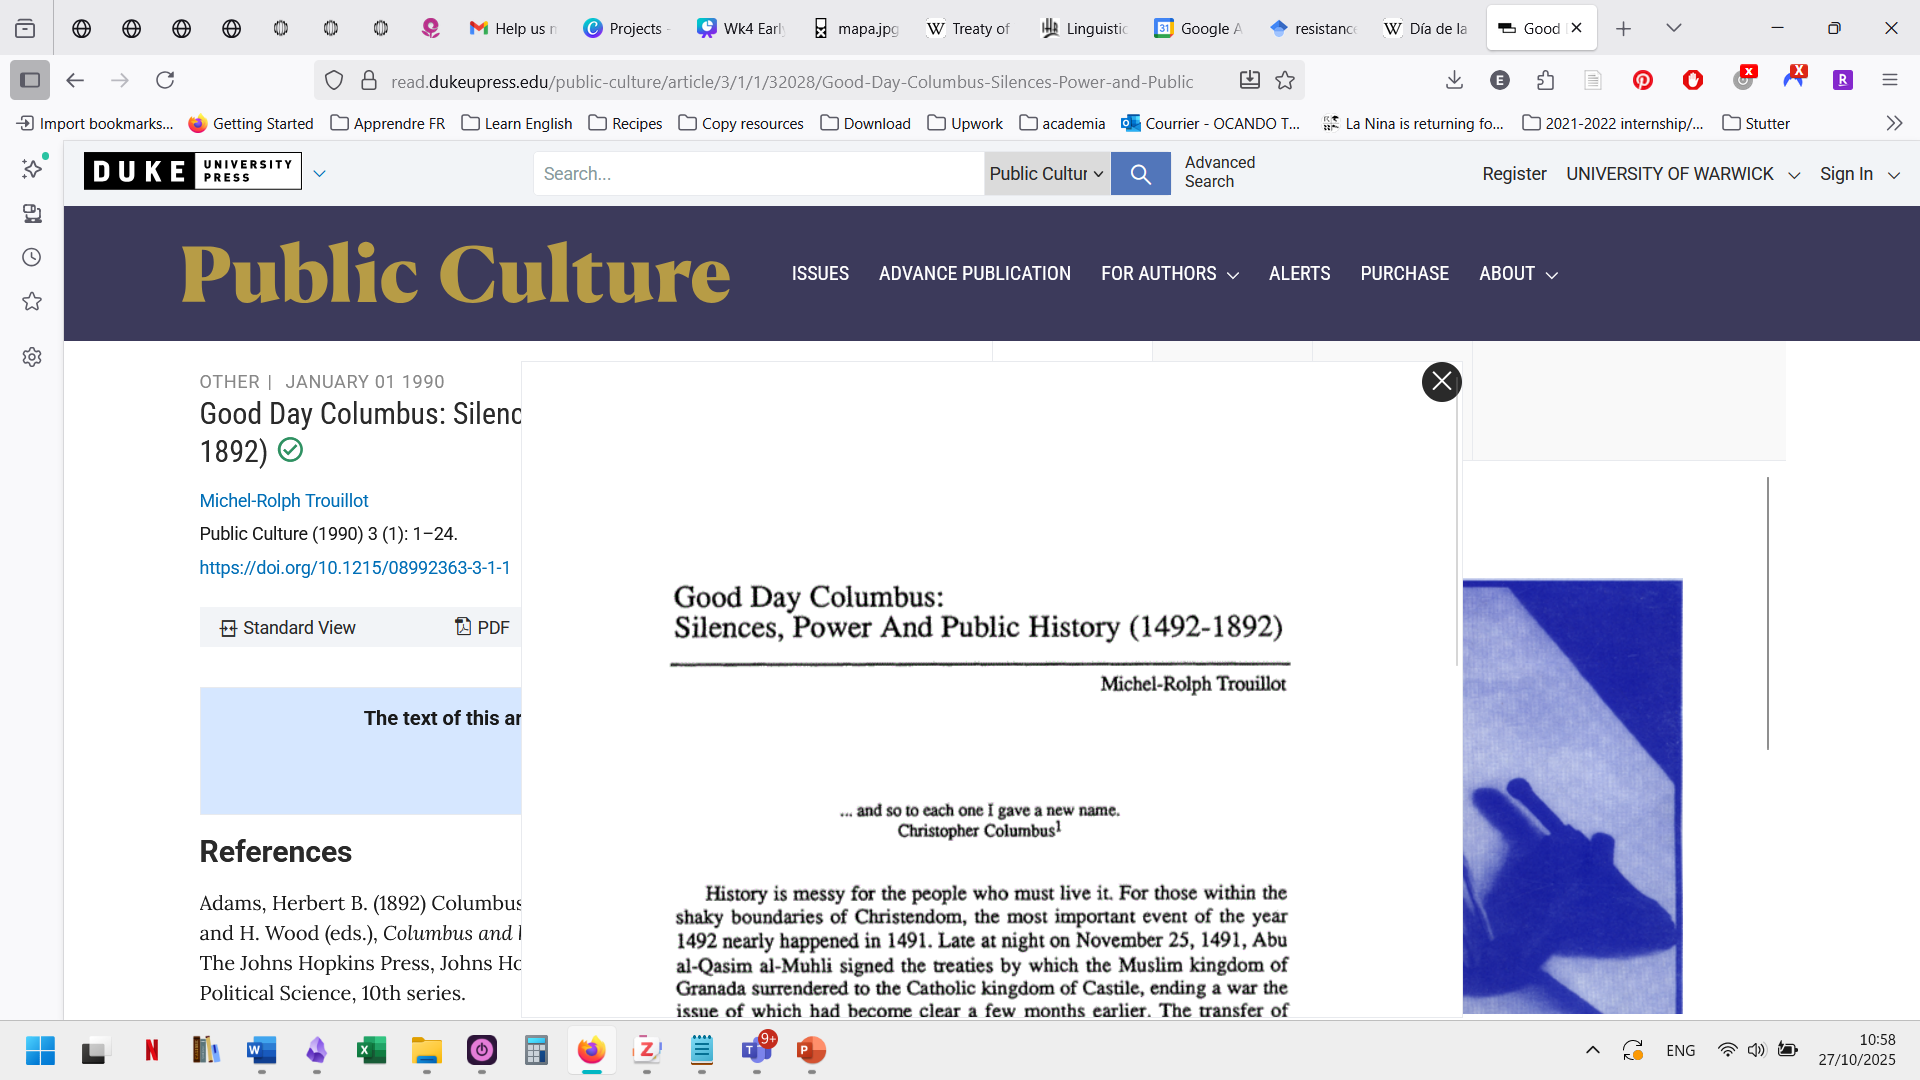 Help us n
Projects -
Wk4 Earl
mapa.jpg
Treaty of
Linguistic
31
Google A
resistance
Día de la
Good
read.dukeupress.edu/public-culture/article/3/1/1/32028/Good-Day-Columbus-Silences-Power-and-Public
Import bookmarks...
Getting Started
Apprendre FR
Learn English
Recipes
Copy resources
Download
Upwork
academia
Courrier - OCANDO T...
La Nina is returning fo...
2021-2022 internship/...
Stutter
DUKE UNIVERSITY PRESS
Search...
Public Cultur
Advanced
Search
Register
UNIVERSITY OF WARWICK
Sign In
Public Culture
ISSUES
ADVANCE PUBLICATION
FOR AUTHORS
ALERTS
PURCHASE
ABOUT
OTHER | JANUARY 01 1990
Good Day Columbus: Silenc
1892)
Michel-Rolph Trouillot
Public Culture (1990) 3 (1): 1–24.
https://doi.org/10.1215/08992363-3-1-1
Standard View
PDF
The text of this ar
References
Adams, Herbert B. (1892) Columbus
and H. Wood (eds.), Columbus and h
The Johns Hopkins Press, Johns Ho
Political Science, 10th series.
Good Day Columbus:
Silences, Power And Public History (1492-1892)
Michel-Rolph Trouillot
... and so to each one I gave a new name.
Christopher Columbus1
History is messy for the people who must live it. For those within the
shaky boundaries of Christendom, the most important event of the year
1492 nearly happened in 1491. Late at night on November 25, 1491, Abu
al-Qasim al-Muhli signed the treaties by which the Muslim kingdom of
Granada surrendered to the Catholic kingdom of Castile, ending a war the
issue of which had become clear a few months earlier. The transfer of
9+
ENG
10:58
27/10/2025